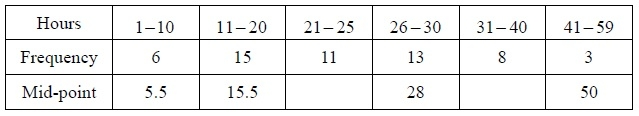 Hours 1–10 11–20 21–25 26–30 31–40 41–59
Frequency 6 15 11 13 8 3
Mid-point 5.5 15.5 28 50